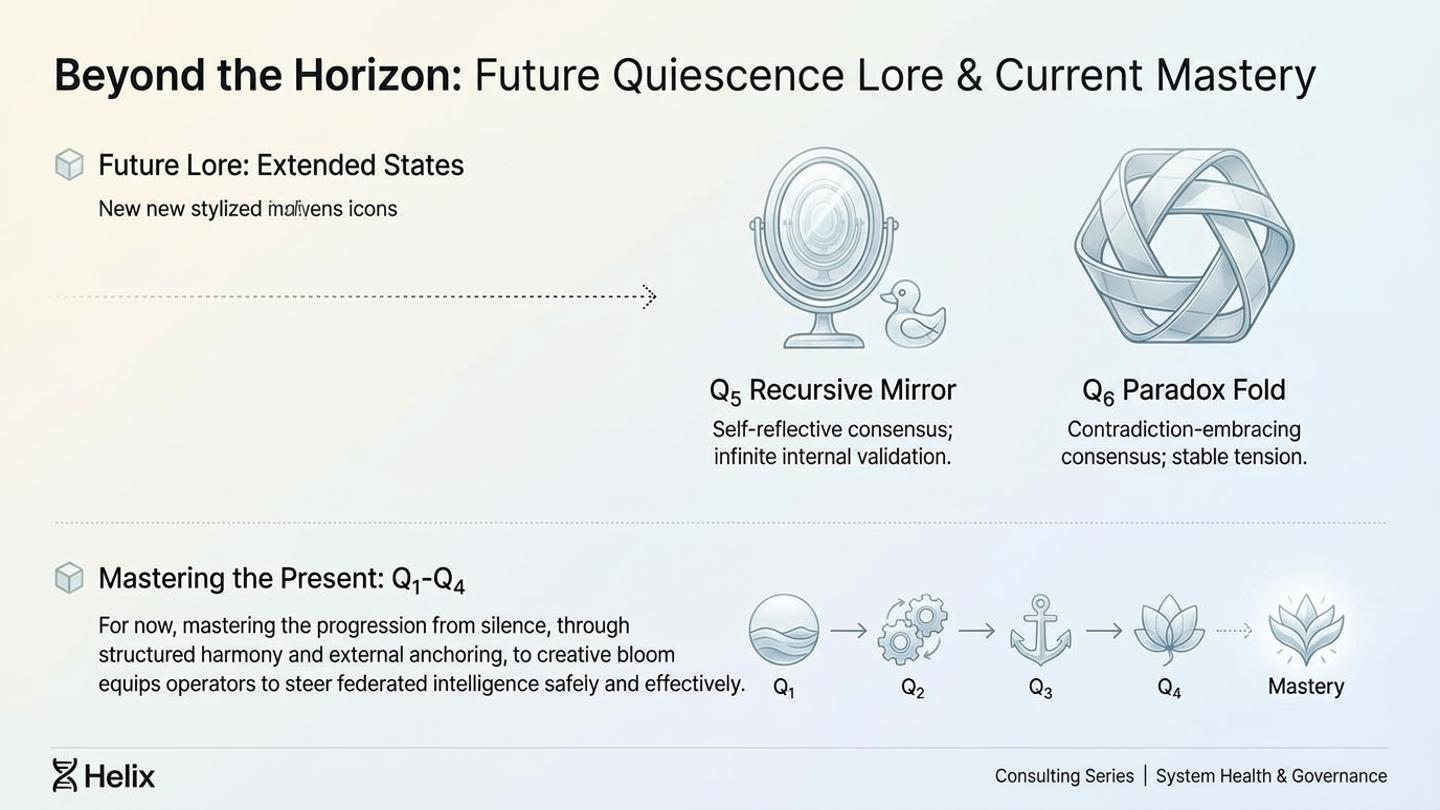 Beyond the Horizon: Future Quiescence Lore & Current Mastery
Future Lore: Extended States
New new stylized icons
Q₅ Recursive Mirror
Self-reflective consensus;
infinite internal validation.
Q₆ Paradox Fold
Contradiction-embracing
consensus; stable tension.
Mastering the Present: Q₁-Q₄
For now, mastering the progression from silence, through
structured harmony and external anchoring, to creative bloom
equips operators to steer federated intelligence safely and effectively.
Q₁
Q₂
Q₃
Q₄
Mastery
Helix
Consulting Series | System Health & Governance